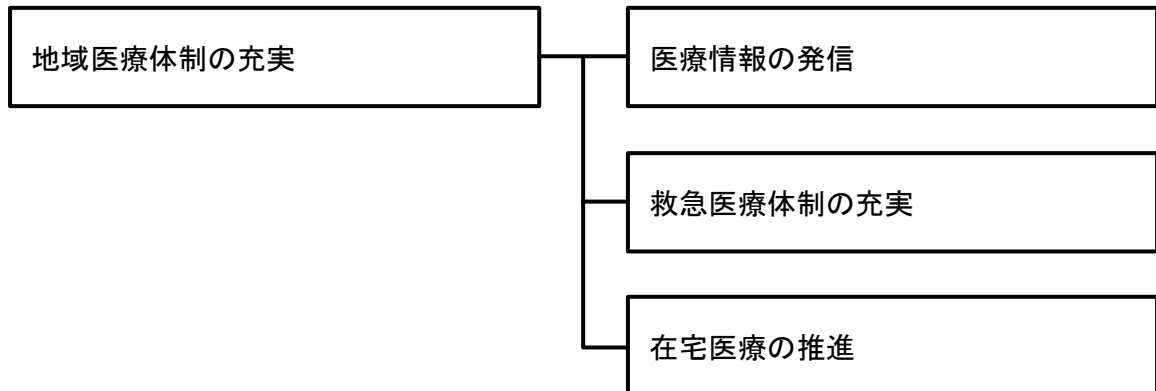 地域医療体制の充実
医療情報の発信
救急医療体制の充実
在宅医療の推進